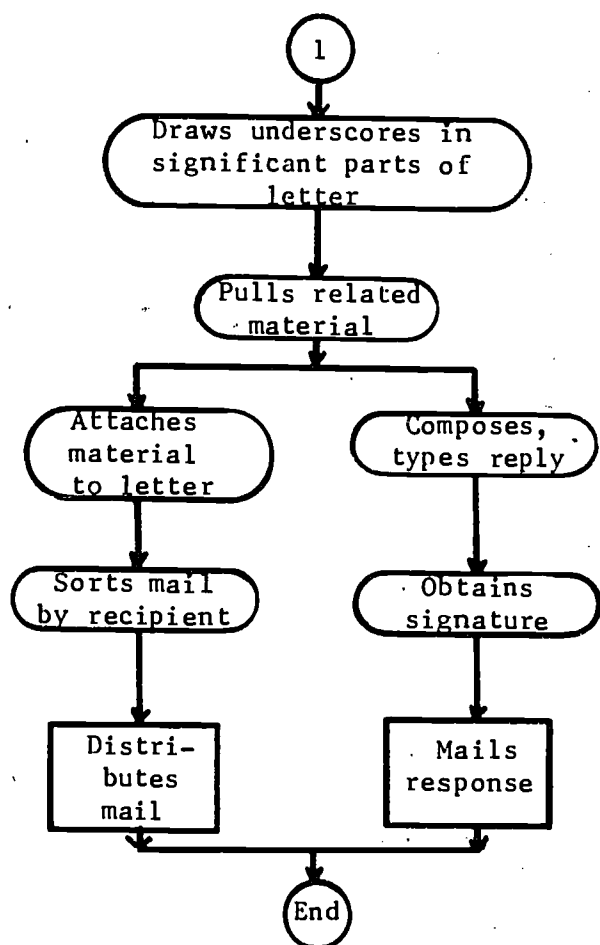 1
Draws underscores in
significant parts of
letter
Pulls related
material
Attaches
material
to letter
Composes,
types reply
Sorts mail
by recipient
Obtains
signature
Distri-
butes
mail
Mails
response
End